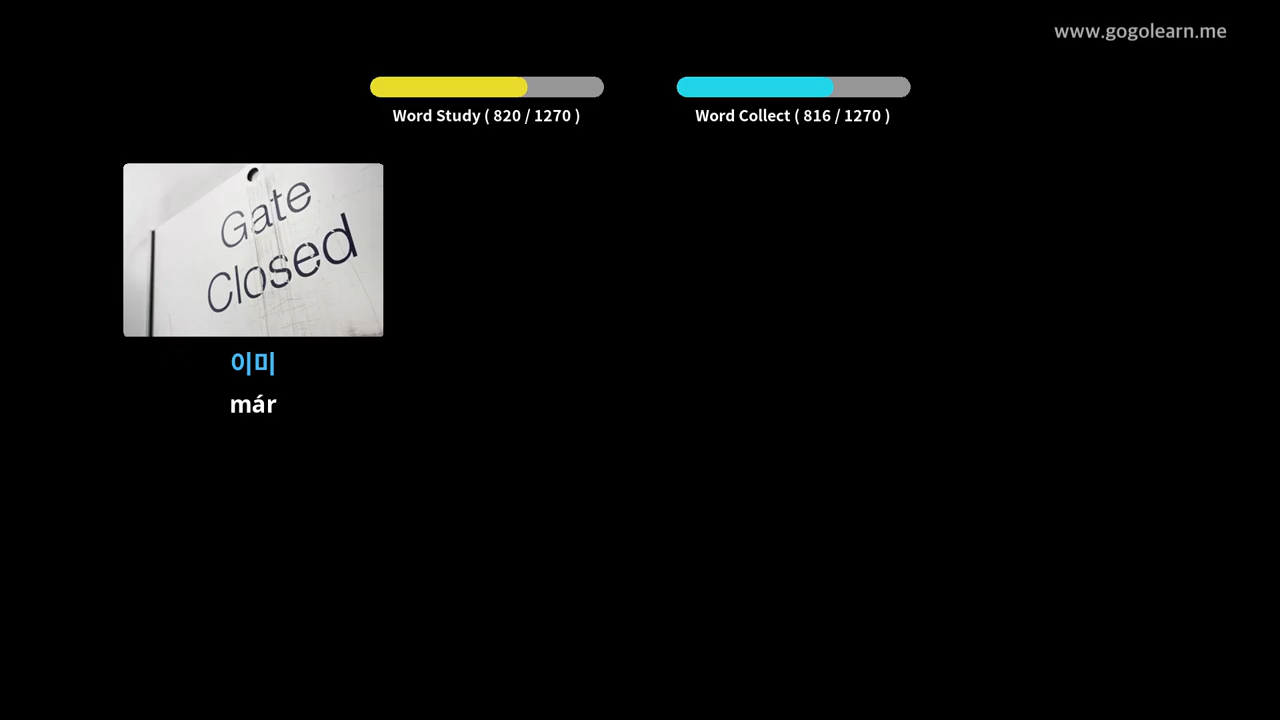 www.gogolearn.me
Word Study ( 820 / 1270 )
Word Collect ( 816 / 1270 )
Gate
Closed
이미
már